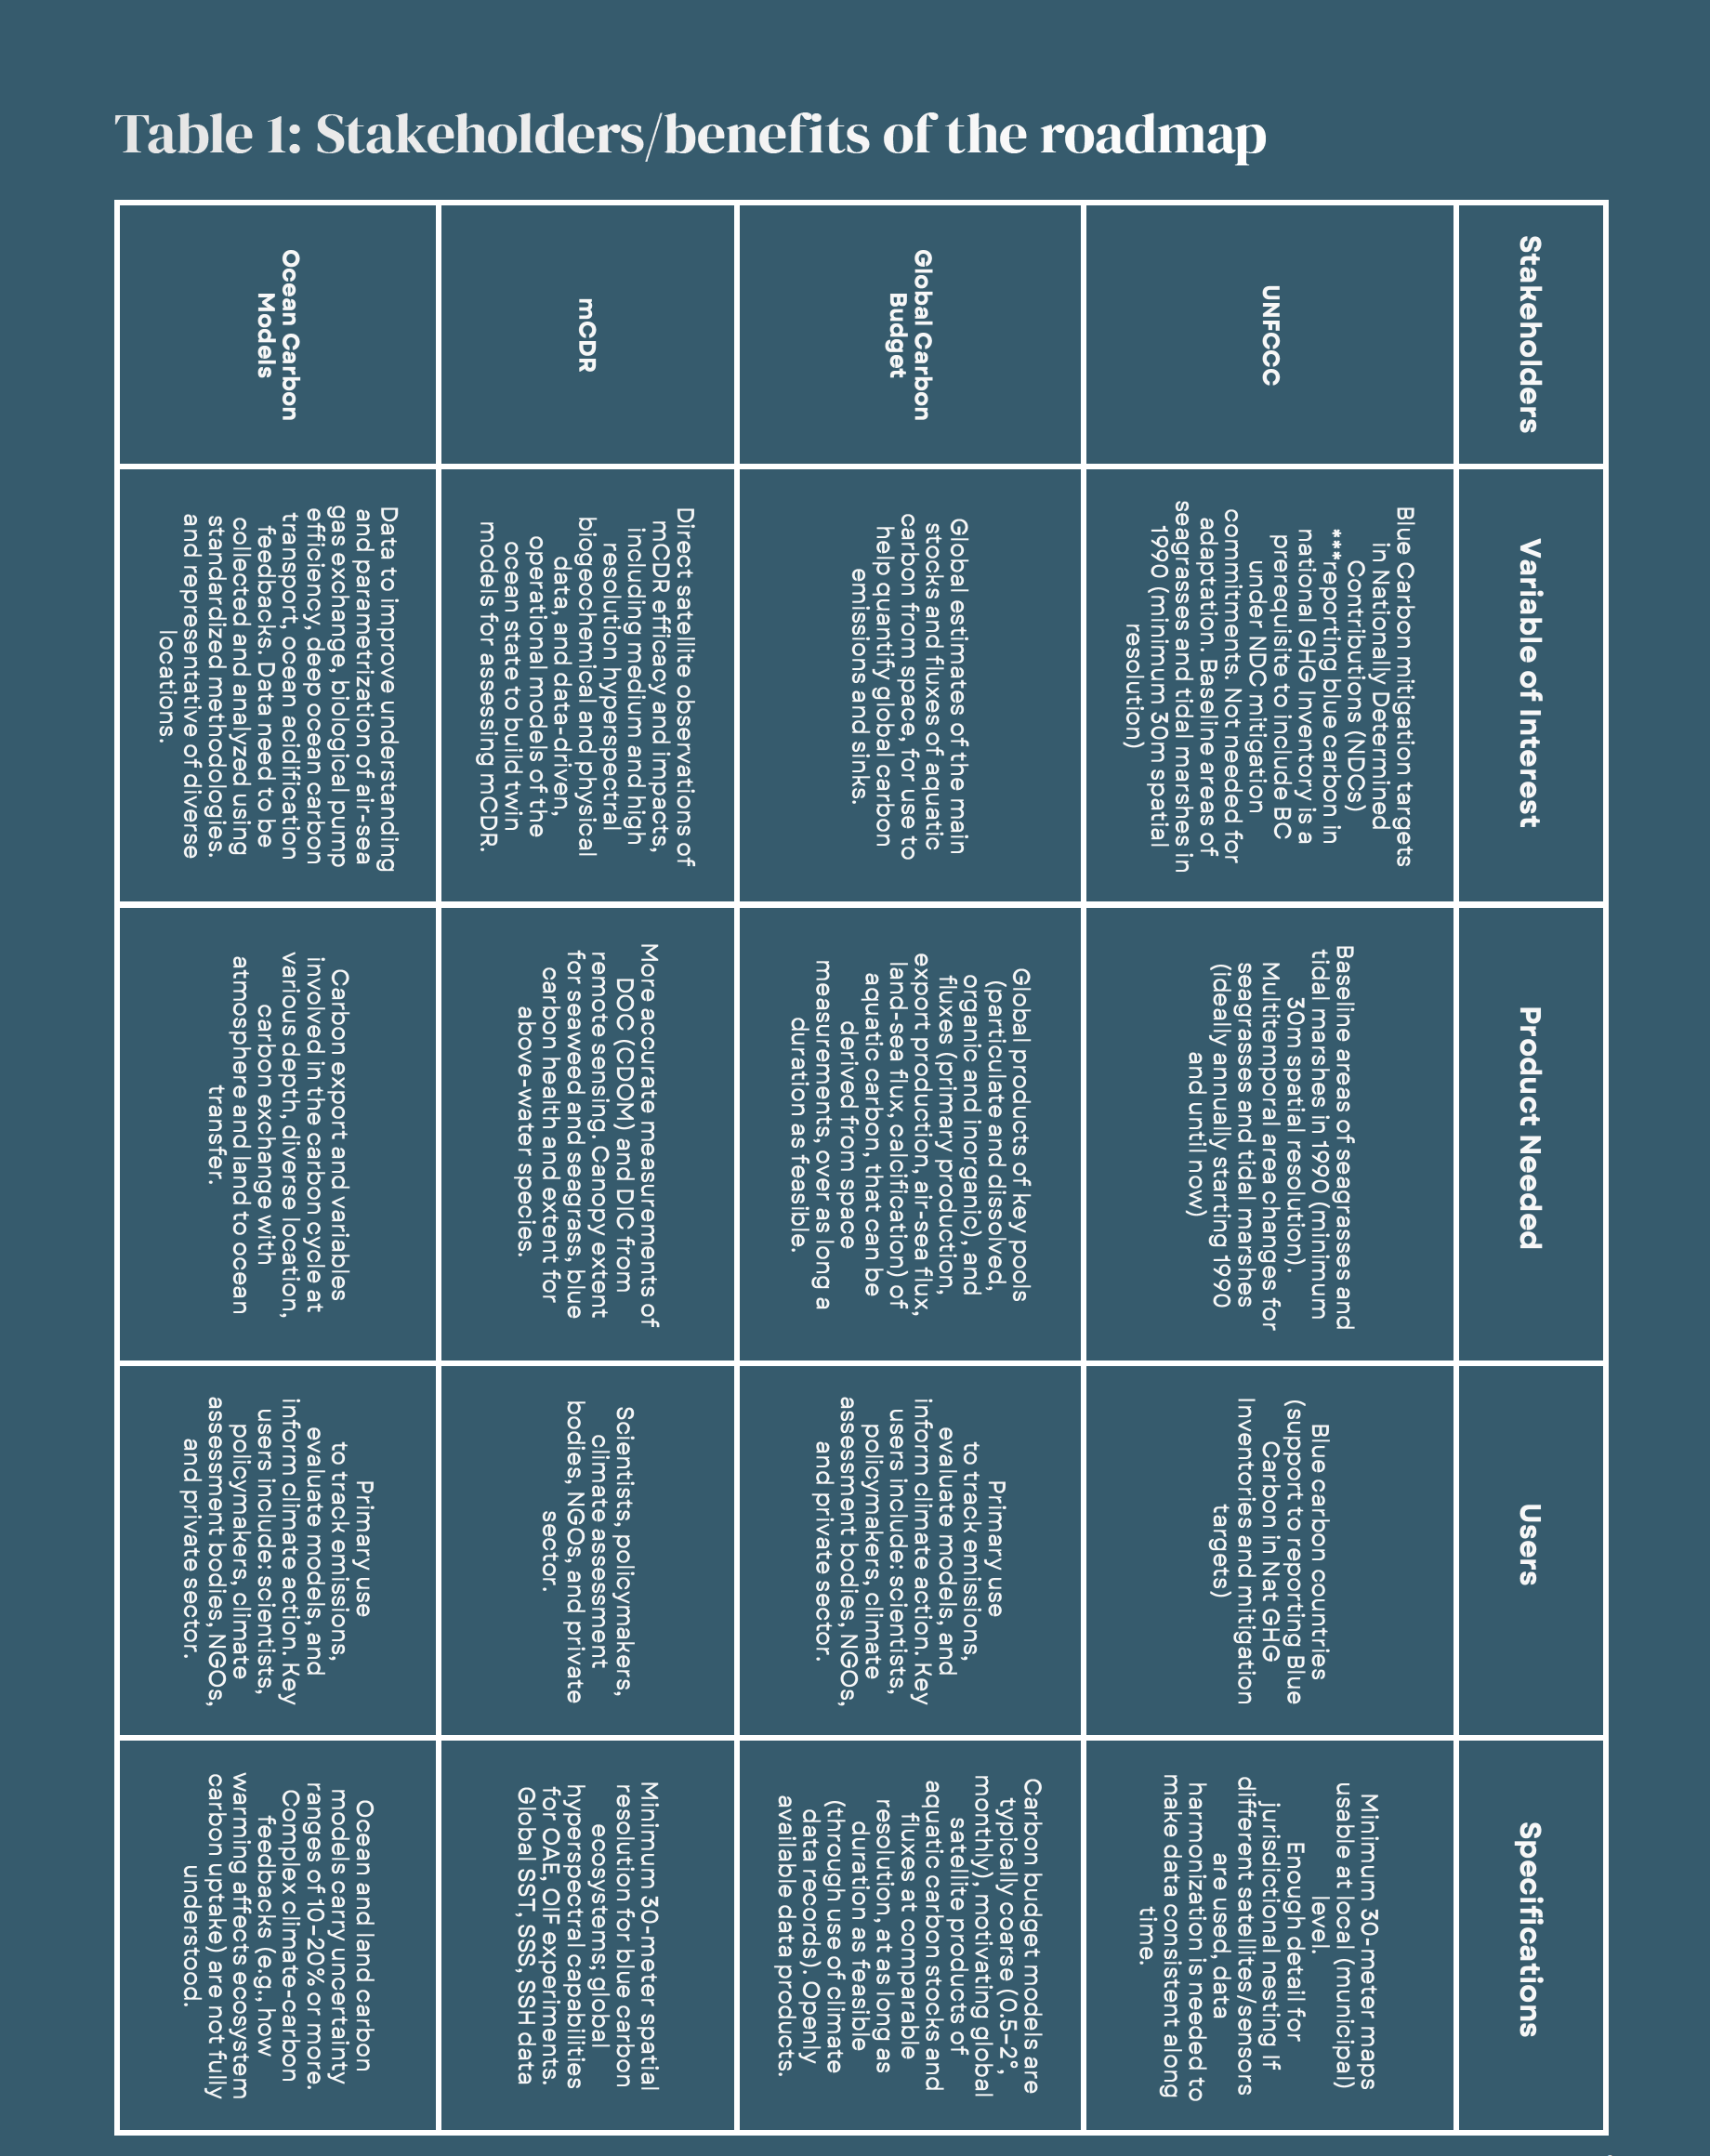 Table 1: Stakeholders/benefits of the roadmap
Stakeholders
Variable of Interest
Product Needed
Users
Specifications
UNFCCC
Blue Carbon mitigation targets
in Nationally Determined
Contributions (NDCs)
***reporting blue carbon in
national GHG Inventory is a
prerequisite to include BC
under NDC mitigation
commitments. Not needed for
adaptation. Baseline areas of
seagrasses and tidal marshes in
1990 (minimum 30m spatial
resolution)
Baseline areas of seagrasses and
tidal marshes in 1990 (minimum
30m spatial resolution).
Multitemporal area changes for
seagrasses and tidal marshes
(ideally annually starting 1990
and until now)
Blue carbon countries
(support to reporting Blue
Carbon in Nat GHG
Inventories and mitigation
targets)
Minimum 30-meter maps
usable at local (municipal)
level.
Enough detail for
jurisdictional nesting If
different satellites/sensors
are used, data
harmonization is needed to
make data consistent along
time.
Global Carbon
Budget
Global estimates of the main
stocks and fluxes of aquatic
carbon from space, for use to
help quantify global carbon
emissions and sinks.
Global products of key pools
(particulate and dissolved,
organic and inorganic), and
fluxes (primary production,
export production, air-sea flux,
land-sea flux, calcification) of
aquatic carbon, that can be
derived from space
measurements, over as long a
duration as feasible.
Primary use
to track emissions,
evaluate models, and
inform climate action. Key
users include: scientists,
policymakers, climate
assessment bodies, NGOs,
and private sector.
Carbon budget models are
typically coarse (0.5–2°,
monthly), motivating global
satellite products of
aquatic carbon stocks and
fluxes at comparable
resolution, at as long as
duration as feasible
(through use of climate
data records). Openly
available data products.
mCDR
Direct satellite observations of
mCDR efficacy and impacts,
including medium and high
resolution hyperspectral
biogeochemical and physical
data, and data-driven,
operational models of the
ocean state to build twin
models for assessing mCDR.
More accurate measurements of
DOC (CDOM) and DIC from
remote sensing. Canopy extent
for seaweed and seagrass, blue
carbon health and extent for
above-water species.
Scientists, policymakers,
climate assessment
bodies, NGOs, and private
sector.
Minimum 30-meter spatial
resolution for blue carbon
ecosystems; global
hyperspectral capabilities
for OAE, OIF experiments.
Global SST, SSS, SSH data
Ocean Carbon
Models
Data to improve understanding
and parametrization of air-sea
gas exchange, biological pump
efficiency, deep ocean carbon
transport, ocean acidification
feedbacks. Data need to be
collected and analyzed using
standardized methodologies.
and representative of diverse
locations.
Carbon export and variables
involved in the carbon cycle at
various depth, diverse location,
carbon exchange with
atmosphere and land to ocean
transfer.
Primary use
to track emissions,
evaluate models, and
inform climate action. Key
users include: scientists,
policymakers, climate
assessment bodies, NGOs,
and private sector.
Ocean and land carbon
models carry uncertainty
ranges of 10–20% or more.
Complex climate-carbon
feedbacks (e.g., how
warming affects ecosystem
carbon uptake) are not fully
understood.